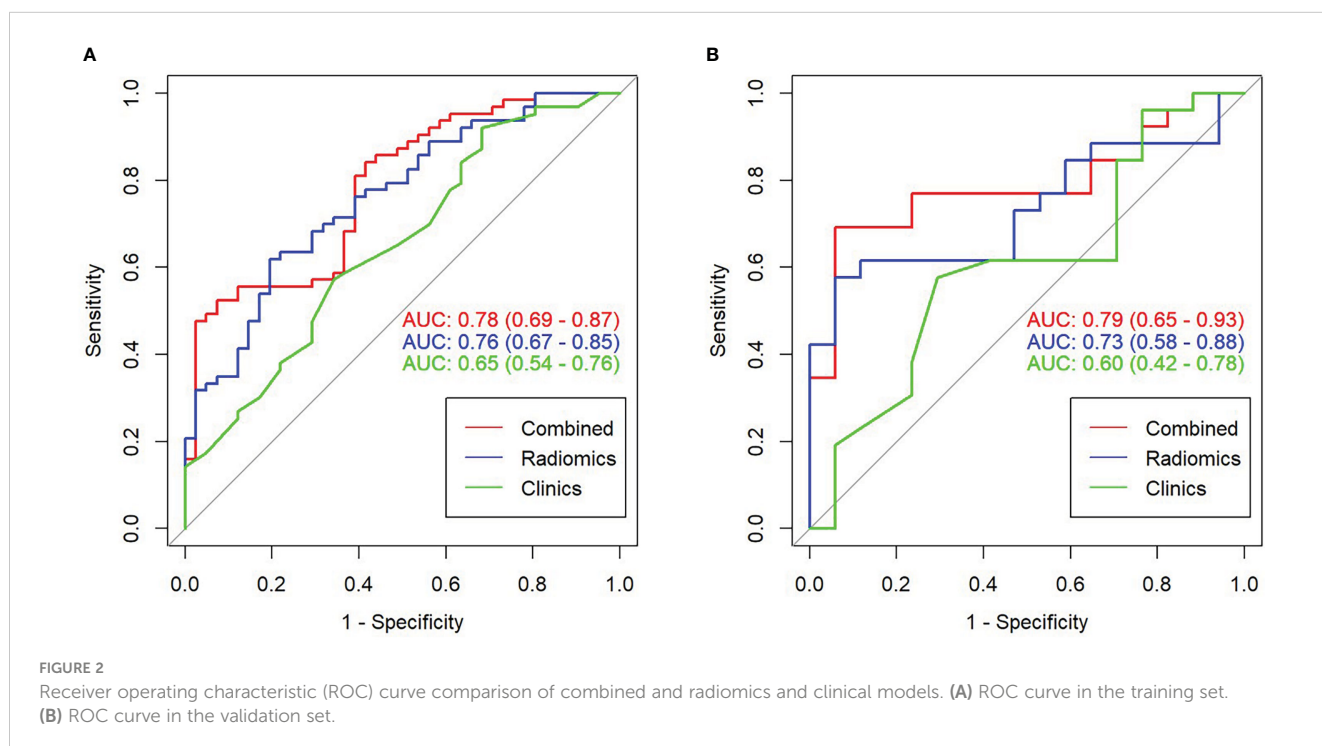 A
Sensitivity
1.0
0.8
0.6
0.4
0.2
0.0
AUC: 0.78 (0.69 - 0.87)
AUC: 0.76 (0.67 - 0.85)
AUC: 0.65 (0.54 - 0.76)
Combined
Radiomics
Clinics
0.0 0.2 0.4 0.6 0.8 1.0
1 - Specificity
B
Sensitivity
1.0
0.8
0.6
0.4
0.2
0.0
AUC: 0.79 (0.65 - 0.93)
AUC: 0.73 (0.58 - 0.88)
AUC: 0.60 (0.42 - 0.78)
Combined
Radiomics
Clinics
0.0 0.2 0.4 0.6 0.8 1.0
1 - Specificity
FIGURE 2
Receiver operating characteristic (ROC) curve comparison of combined and radiomics and clinical models. (A) ROC curve in the training set.
(B) ROC curve in the validation set.